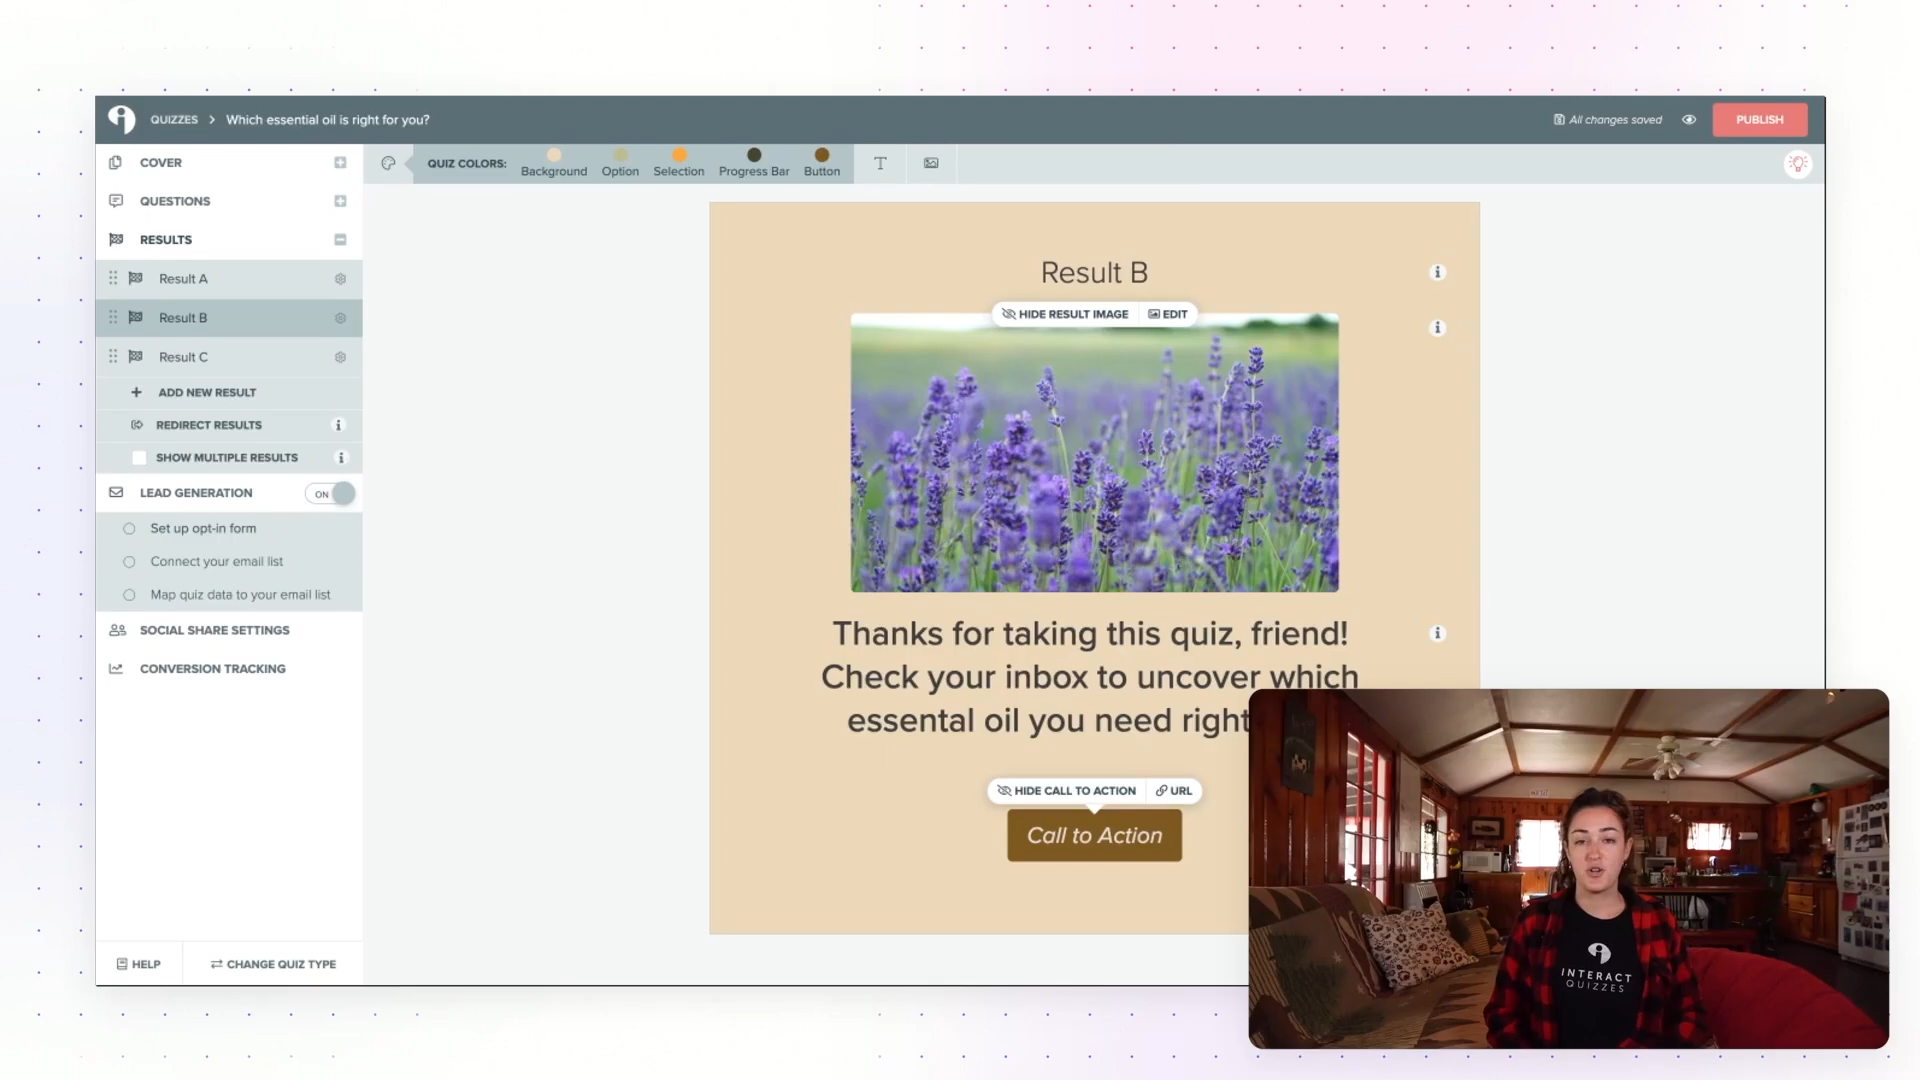 QUIZZES > Which essential oil is right for you?
All changes saved
PUBLISH
COVER
QUESTIONS
RESULTS
Result A
Result B
Result C
ADD NEW RESULT
REDIRECT RESULTS
SHOW MULTIPLE RESULTS
LEAD GENERATION
ON
Set up opt-in form
Connect your email list
Map quiz data to your email list
SOCIAL SHARE SETTINGS
CONVERSION TRACKING
HELP
CHANGE QUIZ TYPE
QUIZ COLORS:
Background
Option
Selection
Progress Bar
Button
T
Result B
HIDE RESULT IMAGE
EDIT
Thanks for taking this quiz, friend!
Check your inbox to uncover which
essental oil you need right
HIDE CALL TO ACTION
URL
Call to Action
INTERACT
QUIZZES